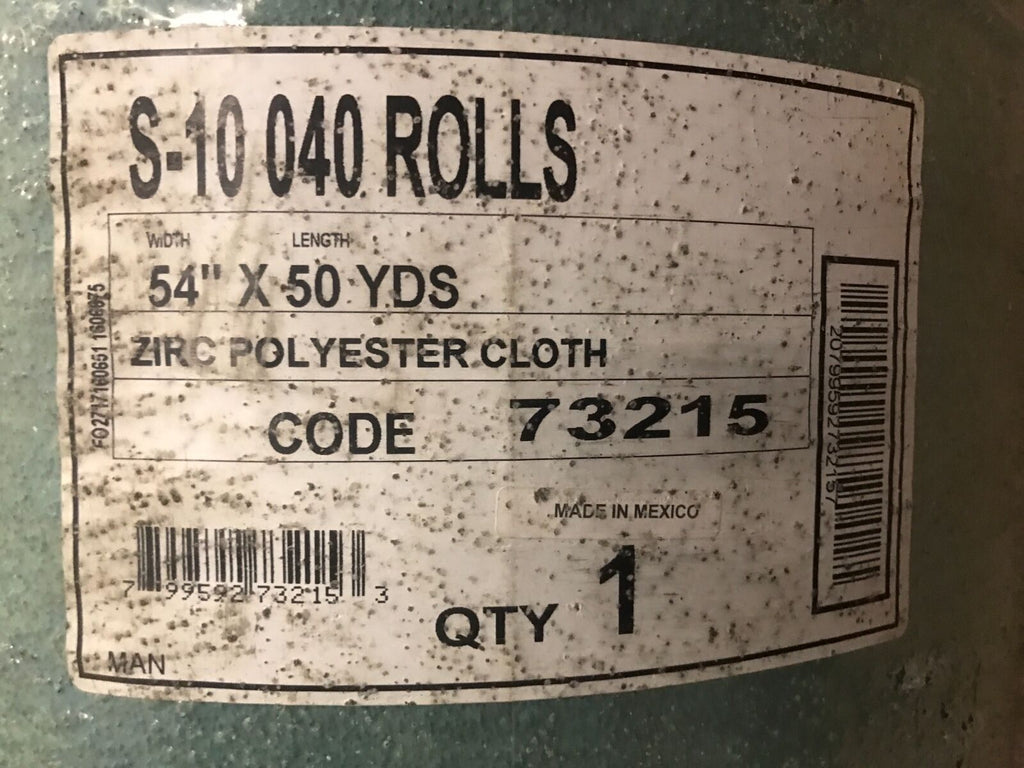 S-10 040 ROLLS
WIDTH LENGTH
54" X 50 YDS
ZIRC POLYESTER CLOTH
CODE 73215
MADE IN MEXICO
7 99592 73215 3
QTY 1
MAN
20799592732157